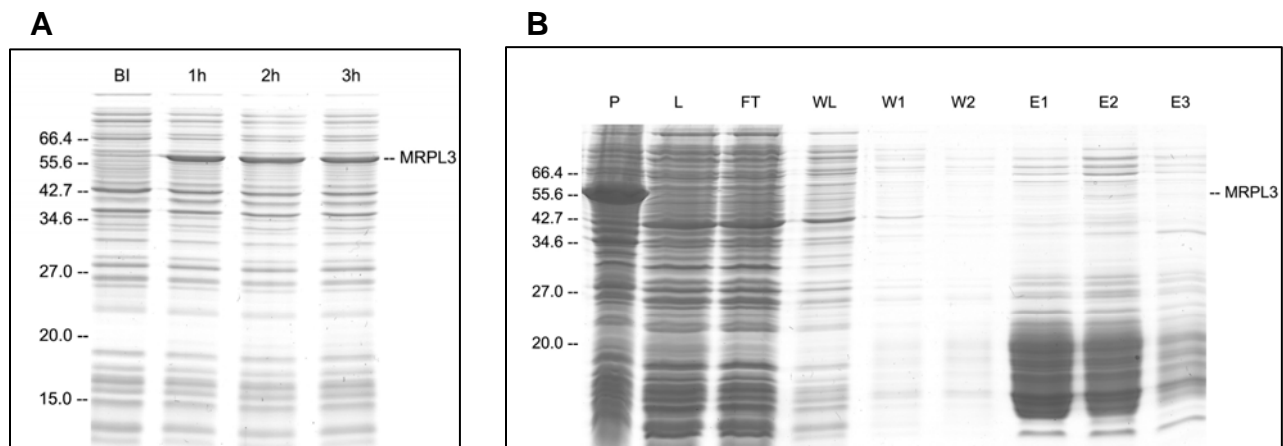 A
BI 1h 2h 3h
66.4 --
55.6 --
-- MRPL3
42.7 --
34.6 --
27.0 --
20.0 --
15.0 --
B
P L FT WL W1 W2 E1 E2 E3
66.4 --
55.6 --
-- MRPL3
42.7 --
34.6 --
27.0 --
20.0 --